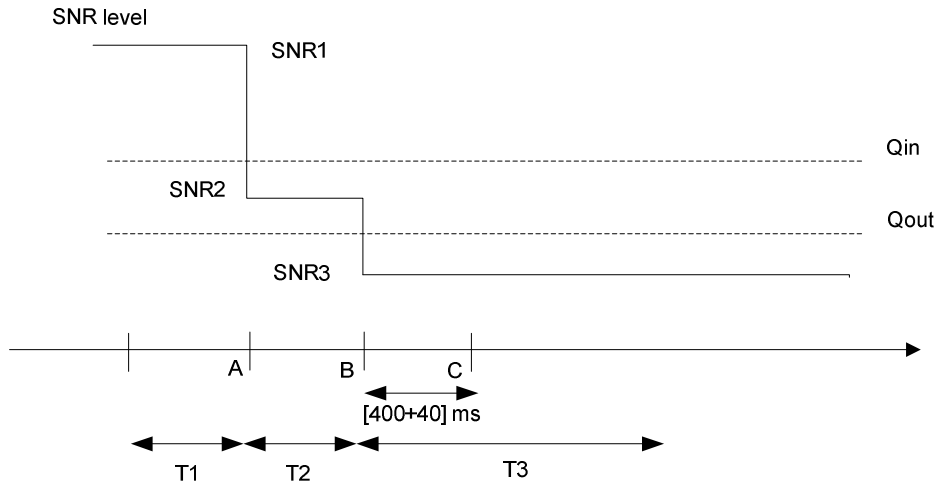 SNR level
SNR1
Qin
SNR2
Qout
SNR3
A
B
C
[400+40] ms
T1
T2
T3